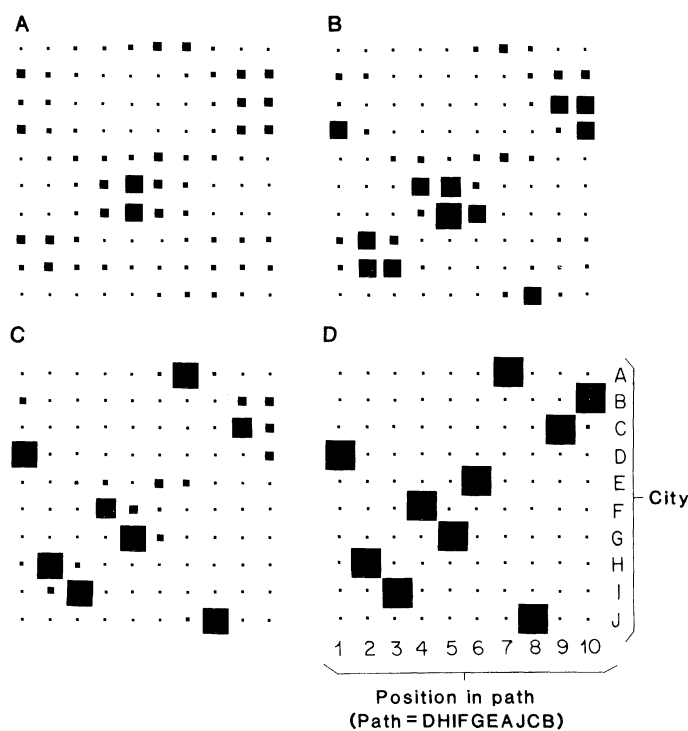 A
B
C
D
A
B
C
D
E
F
G
H
I
J
City
1 2 3 4 5 6 7 8 9 10
Position in path
(Path=DHIFGEAJCB)